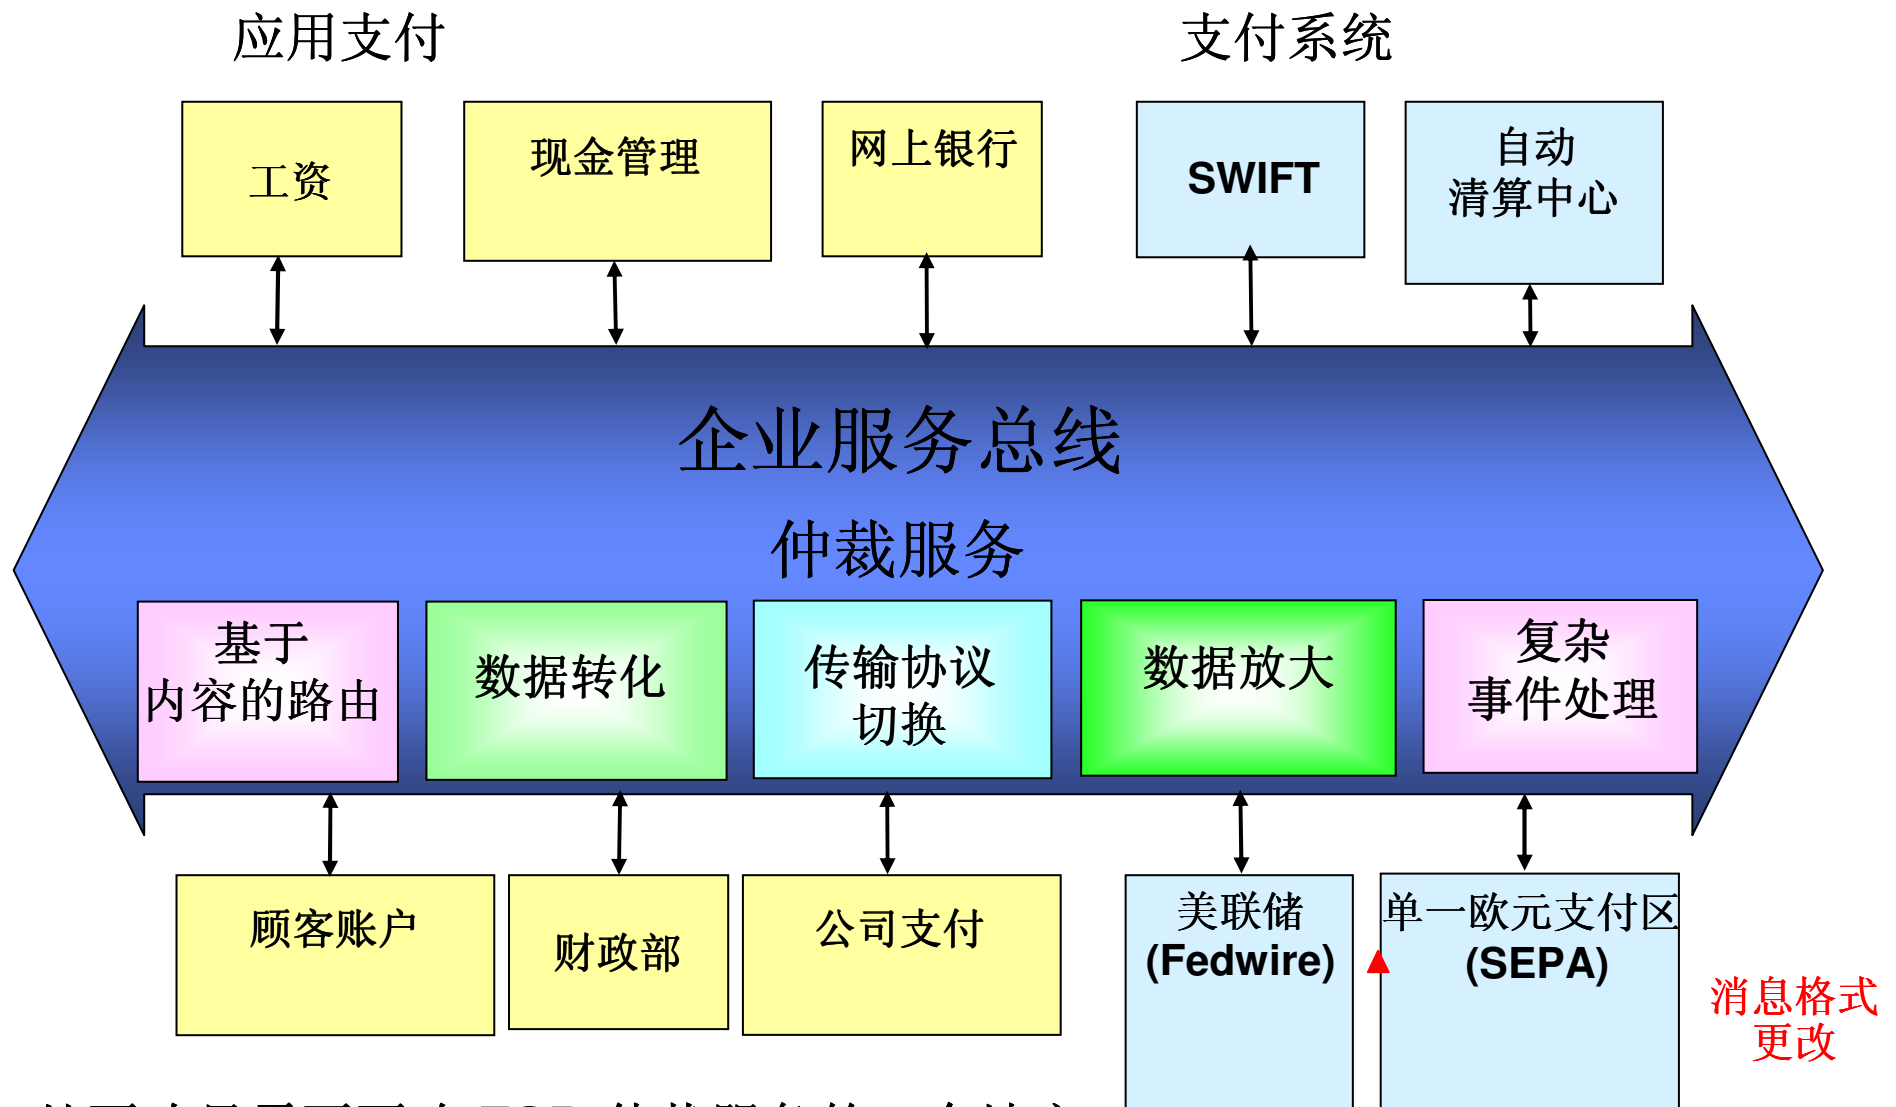 应用支付
支付系统
工资
现金管理
网上银行
SWIFT
自动
清算中心
企业服务总线
仲裁服务
基于
内容的路由
数据转化
传输协议
切换
数据放大
复杂
事件处理
顾客账户
财政部
公司支付
美联储
(Fedwire)
单一欧元支付区
(SEPA)
消息格式
更改